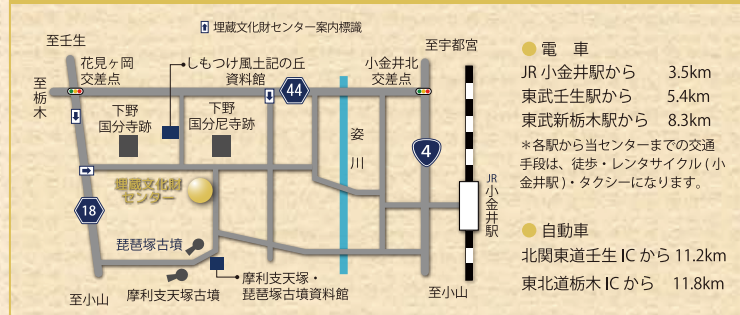 埋蔵文化財センター案内標識
至壬生
花見ヶ岡
交差点
しもつけ風土記の丘
資料館
小金井北
交差点
至宇都宮
至栃木
44
下野
国分寺跡
下野
国分尼寺跡
姿川
4
JR小金井駅
埋蔵文化財
センター
18
琵琶塚古墳
摩利支天塚古墳
摩利支天塚・
琵琶塚古墳資料館
至小山
至小山
電 車
JR 小金井駅から 3.5km
東武壬生駅から 5.4km
東武新栃木駅から 8.3km
＊各駅から当センターまでの交通
手段は、徒歩・レンタサイクル ( 小
金井駅 )・タクシーになります。
自動車
北関東道壬生 IC から 11.2km
東北道栃木 IC から 11.8km